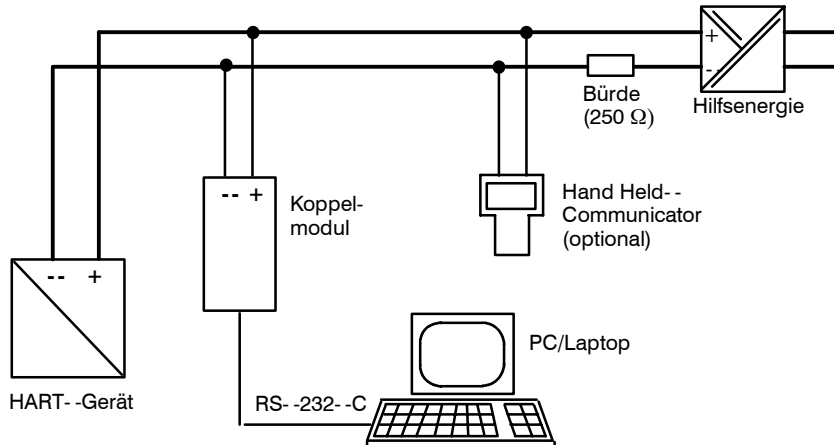 +
--
Bürde
(250 Ω)
Hilfsenergie
-- +
Koppel-
modul
Hand Held--
Communicator
(optional)
-- +
PC/Laptop
HART--Gerät
RS--232--C